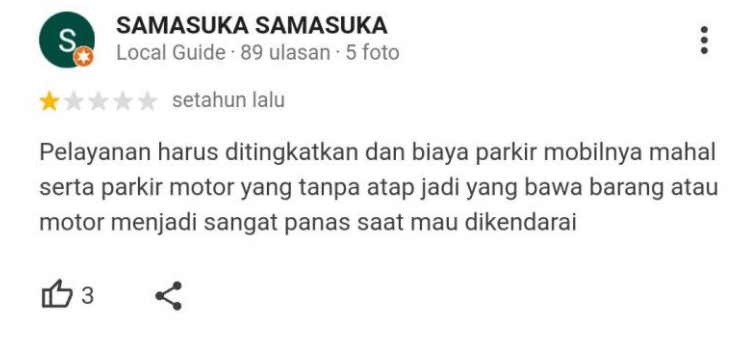 S
SAMASUKA SAMASUKA
Local Guide · 89 ulasan · 5 foto
setahun lalu
Pelayanan harus ditingkatkan dan biaya parkir mobilnya mahal
serta parkir motor yang tanpa atap jadi yang bawa barang atau
motor menjadi sangat panas saat mau dikendarai
3